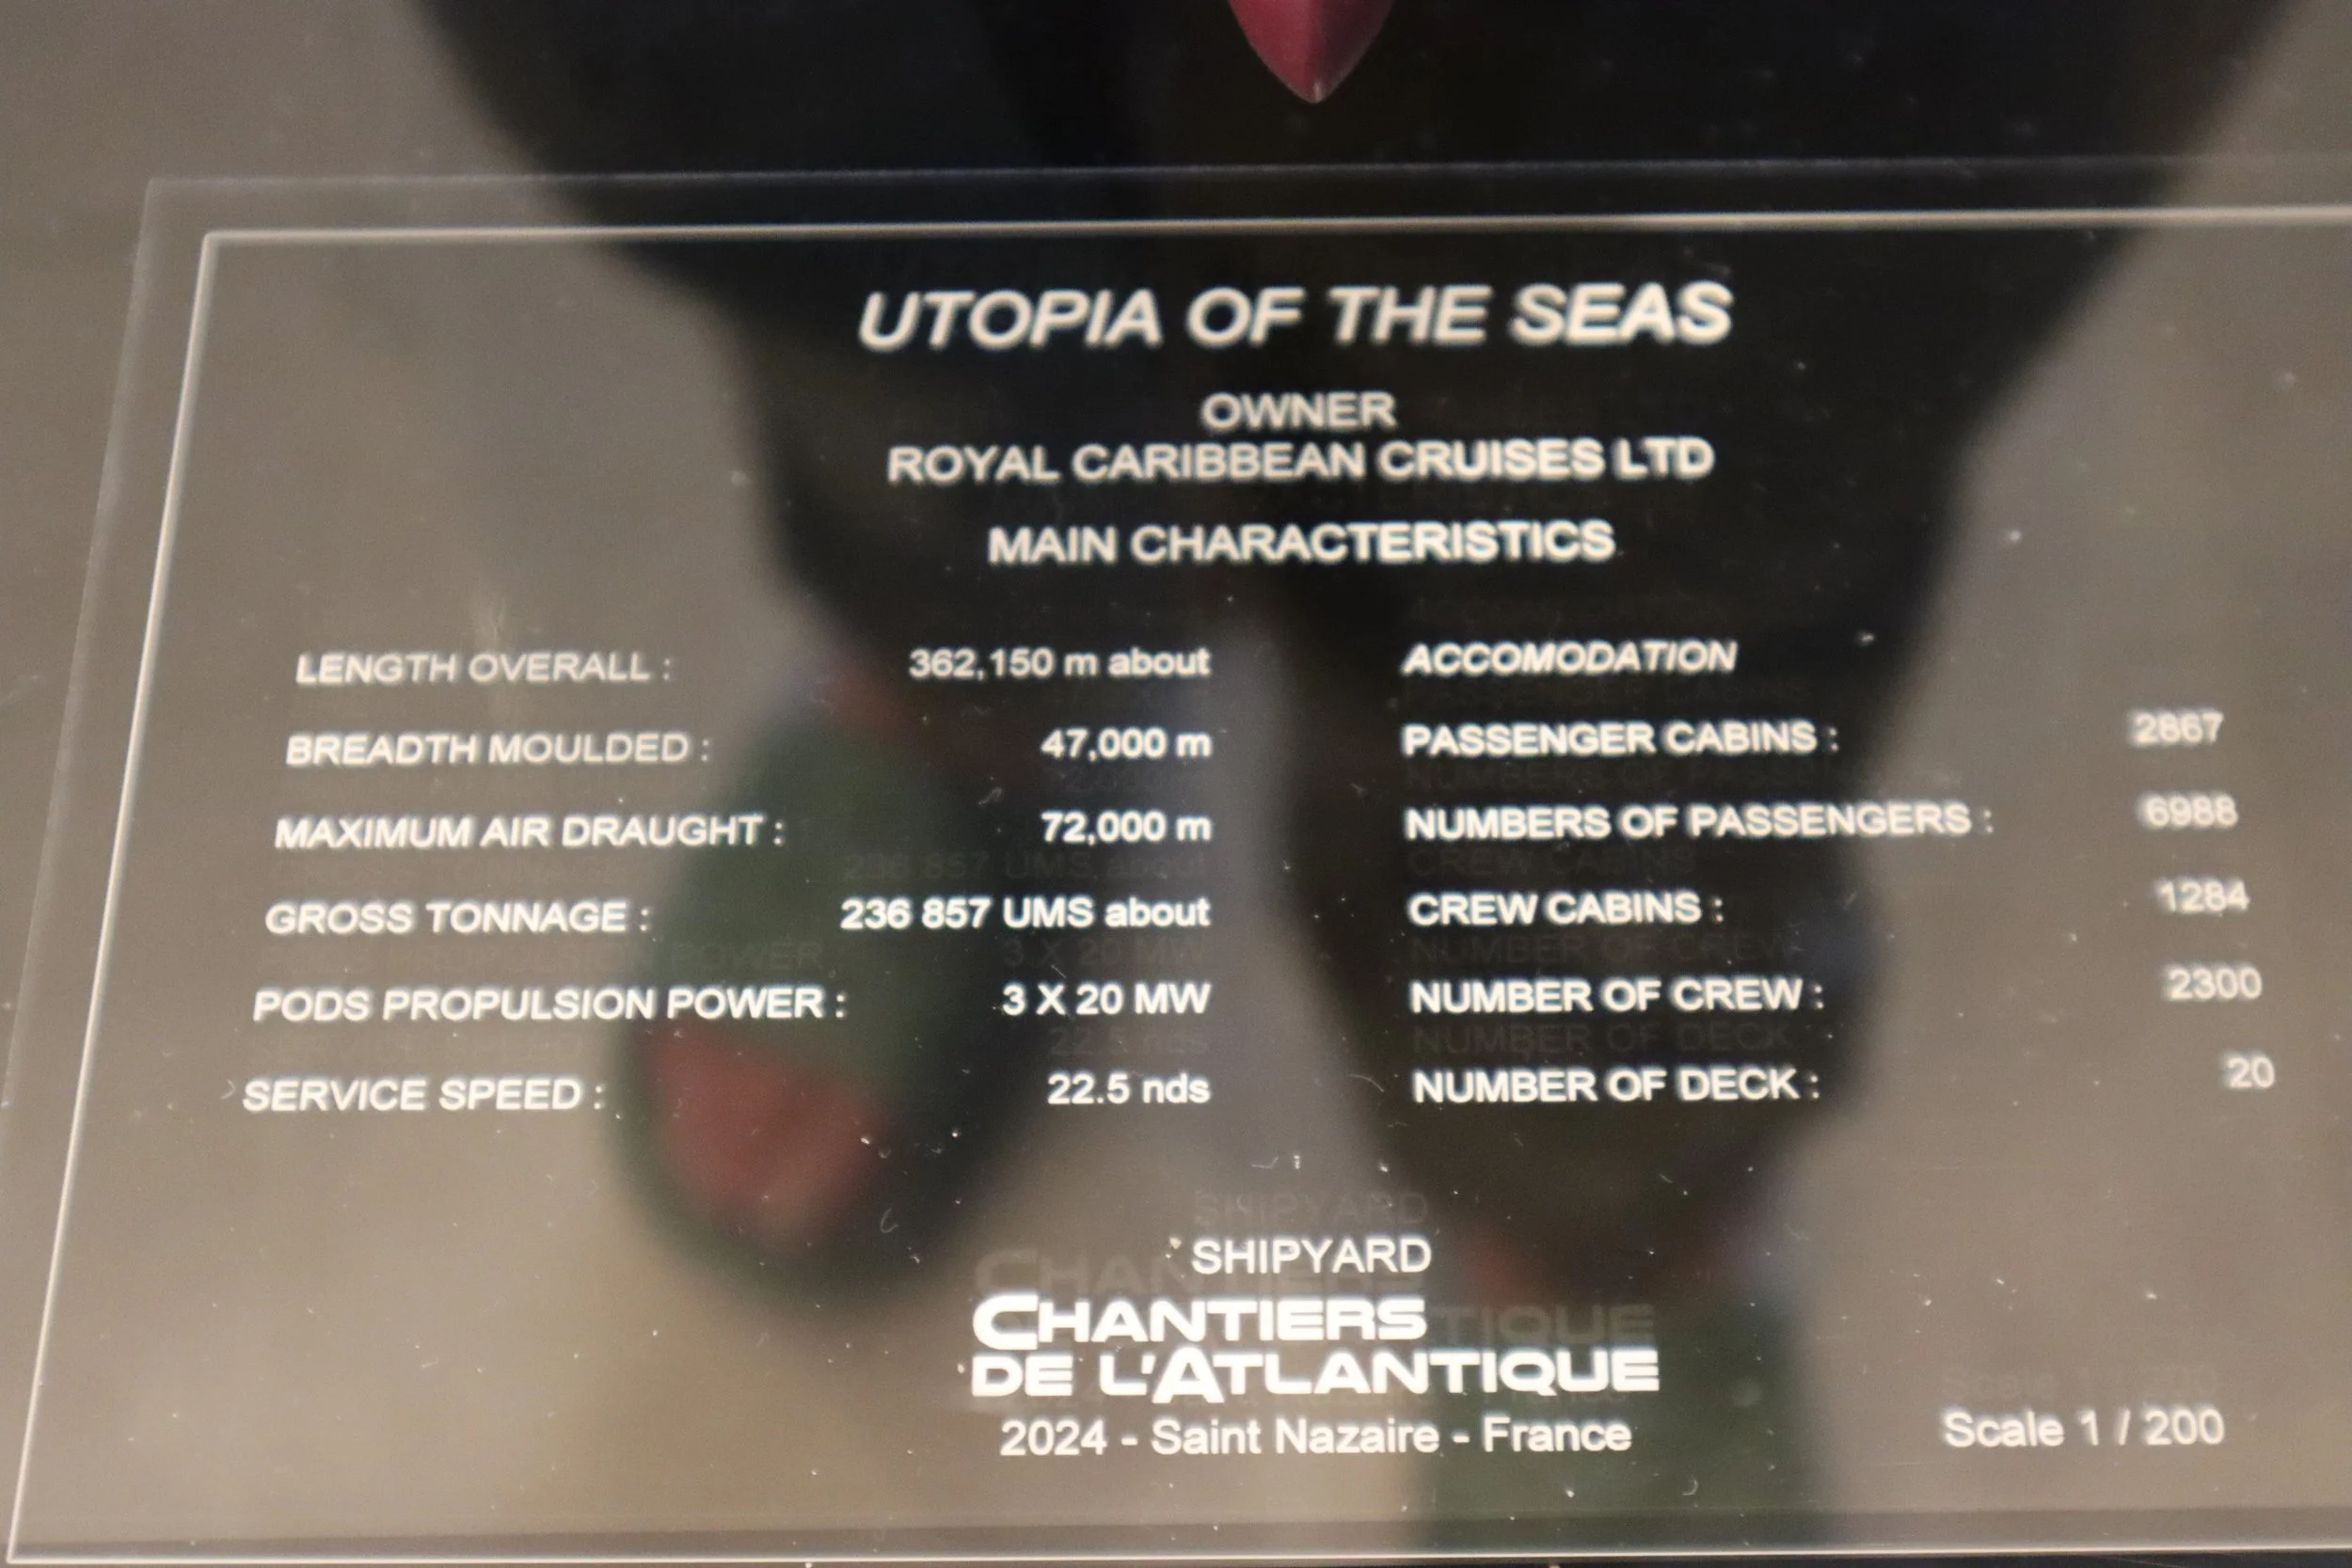 UTOPIA OF THE SEAS
OWNER
ROYAL CARIBBEAN CRUISES LTD
MAIN CHARACTERISTICS
LENGTH OVERALL : 362,150 m about
BREADTH MOULDED : 47,000 m
MAXIMUM AIR DRAUGHT : 72,000 m
GROSS TONNAGE : 236 857 UMS about
PODS PROPULSION POWER : 3 X 20 MW
SERVICE SPEED : 22.5 nds
ACCOMODATION
PASSENGER CABINS : 2867
NUMBERS OF PASSENGERS : 6988
CREW CABINS : 1284
NUMBER OF CREW : 2300
NUMBER OF DECK : 20
SHIPYARD
CHANTIERS
DE L'ATLANTIQUE
2024 - Saint Nazaire - France
Scale 1 / 200